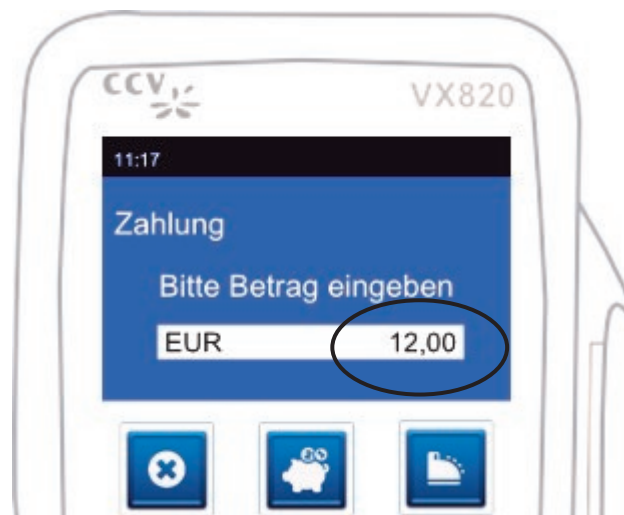 CCV
VX820
11:17
Zahlung
Bitte Betrag eingeben
EUR 12,00